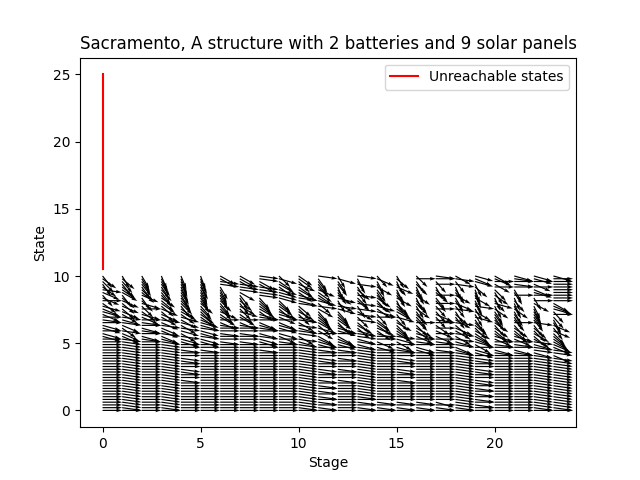 Sacramento, A structure with 2 batteries and 9 solar panels
Unreachable states
25
20
15
10
5
0
State
0 5 10 15 20
Stage